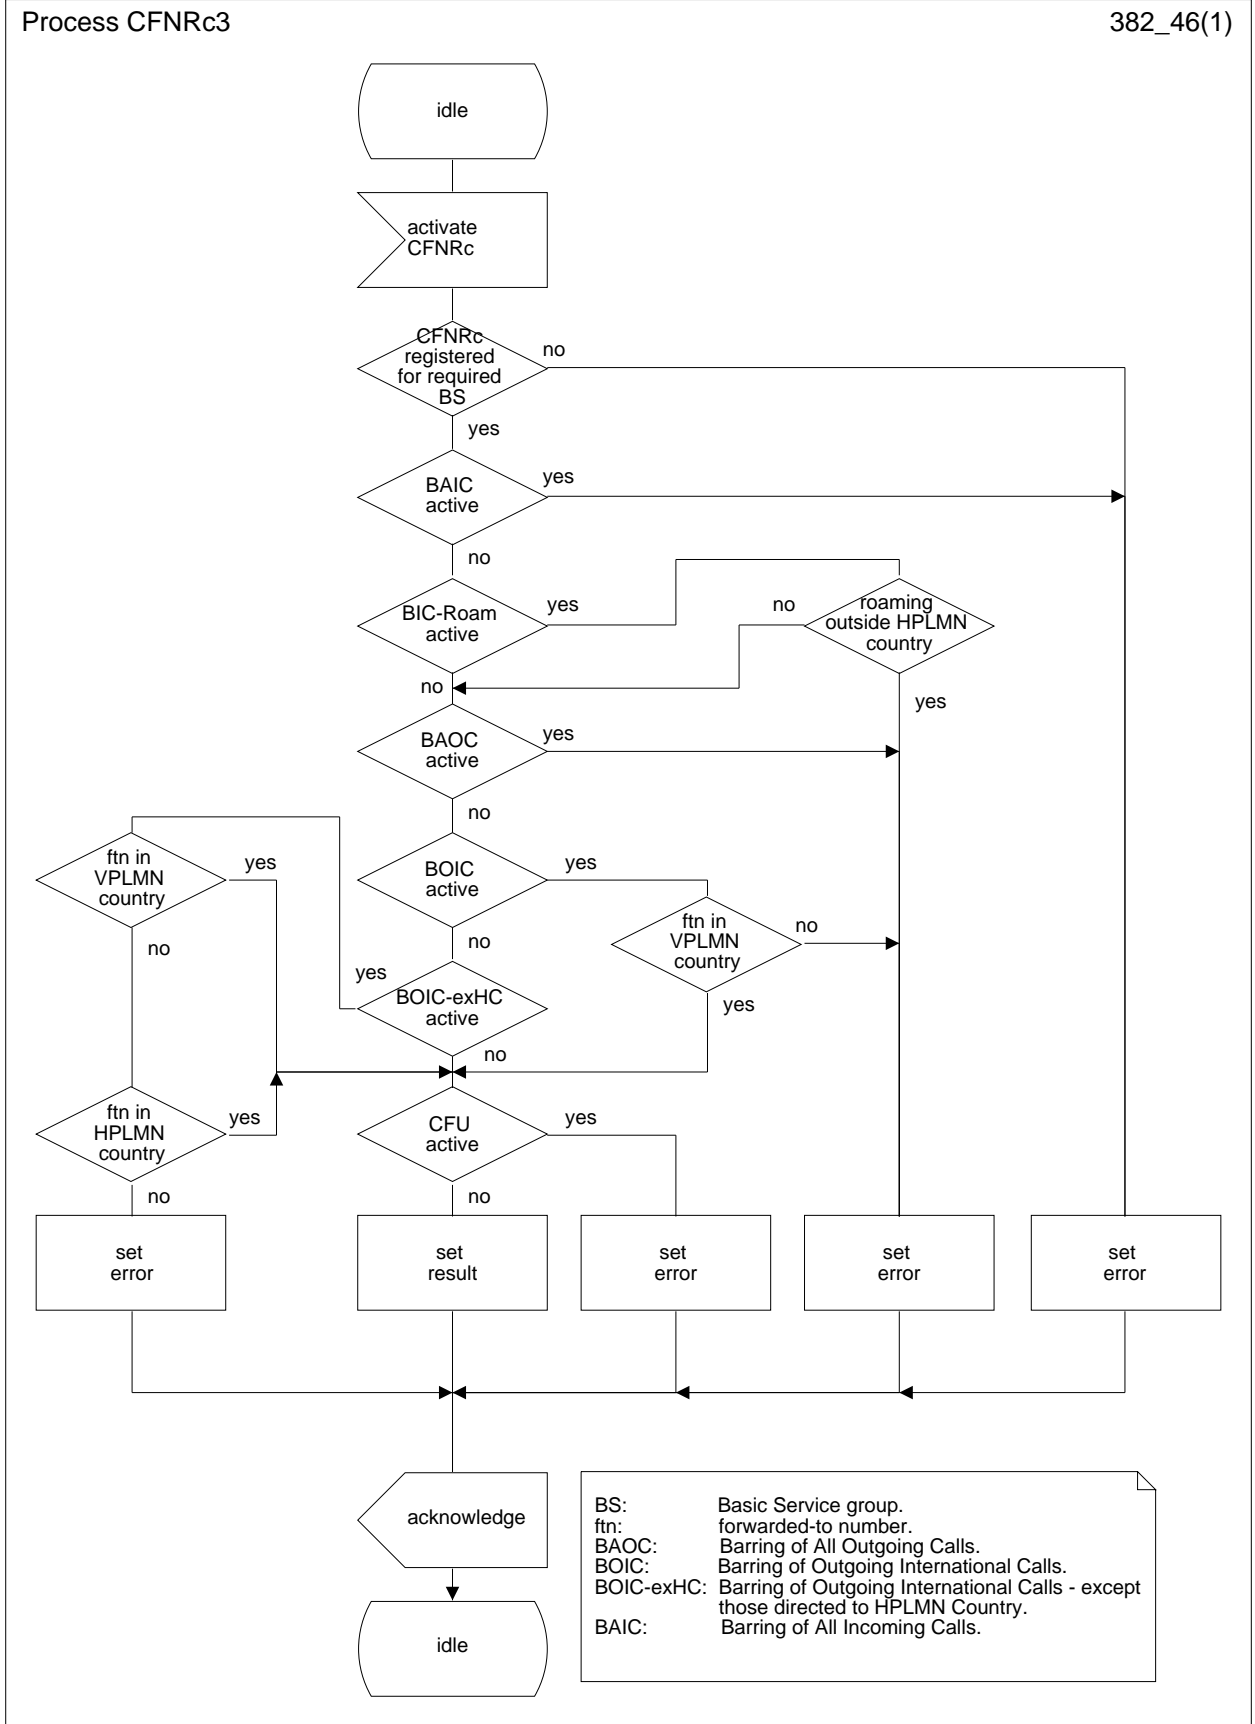 Process CFNRc3
382_46(1)
idle
activate
CFNRc
CFNRc
registered
for required
BS
no
yes
BAIC
active
yes
no
BIC-Roam
active
yes
no
roaming
outside HPLMN
country
no
yes
BAOC
active
yes
no
ftn in
VPLMN
country
yes
no
BOIC
active
yes
no
ftn in
VPLMN
country
no
yes
yes
BOIC-exHC
active
no
ftn in
HPLMN
country
yes
no
CFU
active
yes
no
set
error
set
result
set
error
set
error
set
error
acknowledge
idle
BS: Basic Service group.
ftn: forwarded-to number.
BAOC: Barring of All Outgoing Calls.
BOIC: Barring of Outgoing International Calls.
BOIC-exHC: Barring of Outgoing International Calls - except
those directed to HPLMN Country.
BAIC: Barring of All Incoming Calls.